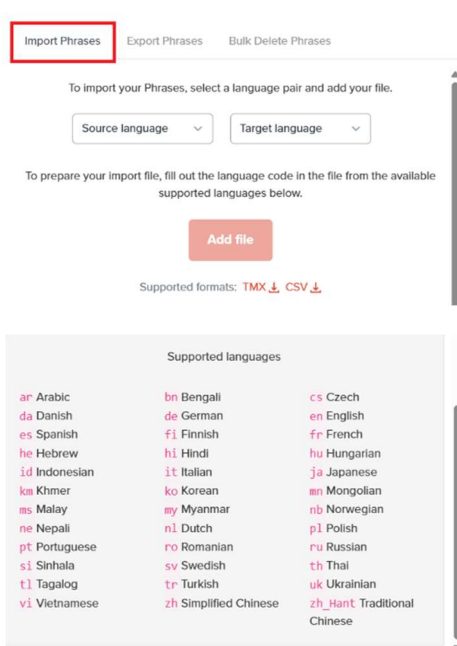 Import Phrases Export Phrases Bulk Delete Phrases
To import your Phrases, select a language pair and add your file.
Source language Target language
To prepare your import file, fill out the language code in the file from the available
supported languages below.
Add file
Supported formats: TMX CSV
Supported languages
ar Arabic bn Bengali cs Czech
da Danish de German en English
es Spanish fi Finnish fr French
he Hebrew hi Hindi hu Hungarian
id Indonesian it Italian ja Japanese
km Khmer ko Korean mn Mongolian
ms Malay my Myanmar nb Norwegian
ne Nepali nl Dutch pl Polish
pt Portuguese ro Romanian ru Russian
si Sinhala sv Swedish th Thai
tl Tagalog tr Turkish uk Ukrainian
vi Vietnamese zh Simplified Chinese zh_Hant Traditional
Chinese